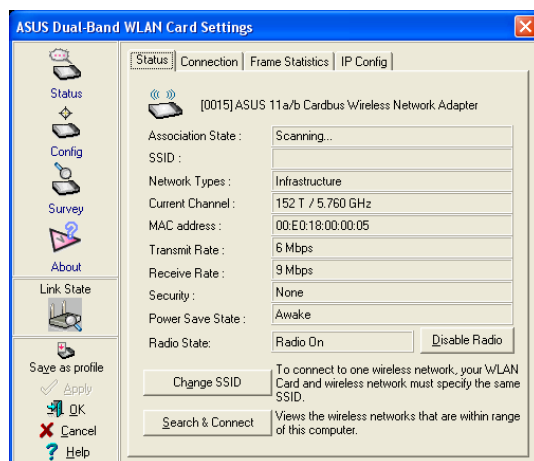 ASUS Dual-Band WLAN Card Settings
Status
Config
Survey
About
Link State
Save as profile
Apply
OK
Cancel
Help
Status Connection Frame Statistics IP Config
[0015] ASUS 11a/b Cardbus Wireless Network Adapter
Association State : Scanning...
SSID :
Network Types : Infrastructure
Current Channel : 152 T / 5.760 GHz
MAC address : 00:E0:18:00:00:05
Transmit Rate : 6 Mbps
Receive Rate : 9 Mbps
Security : None
Power Save State : Awake
Radio State: Radio On Disable Radio
Change SSID
To connect to one wireless network, your WLAN
Card and wireless network must specify the same
SSID.
Search & Connect
Views the wireless networks that are within range
of this computer.